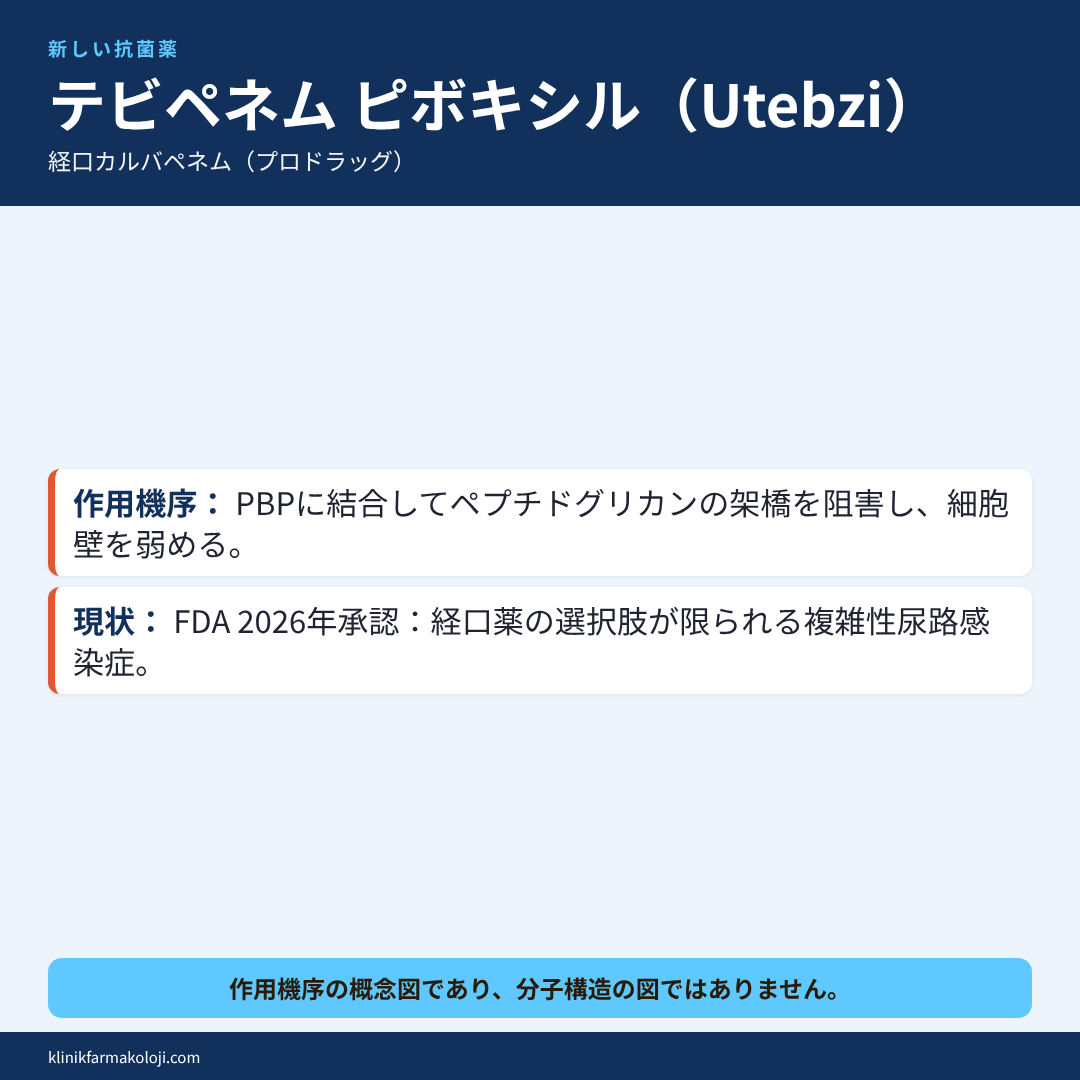 新しい抗菌薬
テビペネム ピボキシル（Utebzi）
経口カルバペネム（プロドラッグ）
作用機序： PBPに結合してペプチドグリカンの架橋を阻害し、細胞
壁を弱める。
現状： FDA 2026年承認：経口薬の選択肢が限られる複雑性尿路感
染症。
作用機序の概念図であり、分子構造の図ではありません。
klinikfarmakoloji.com